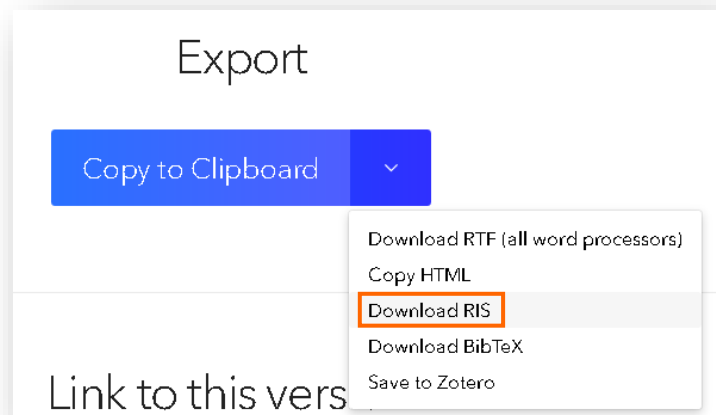 Export
Copy to Clipboard
Download RTF (all word processors)
Copy HTML
Download RIS
Download BibTeX
Save to Zotero
Link to this vers